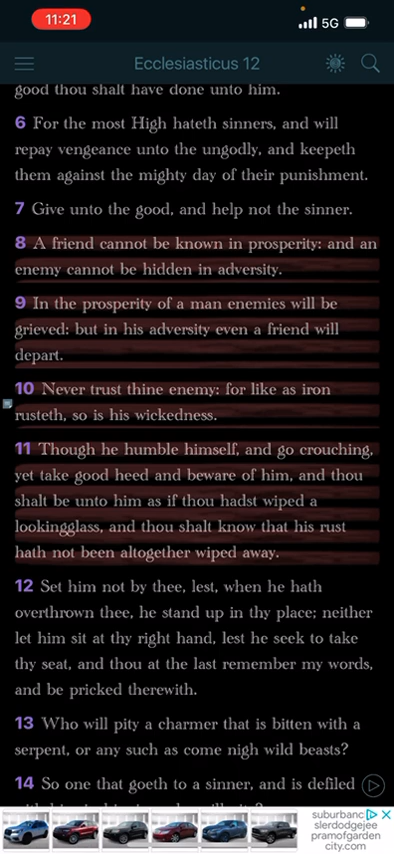 11:21
5G
Ecclesiasticus 12
good thou shalt have done unto him.
6 For the most High hateth sinners, and will
repay vengeance unto the ungodly, and keepeth
them against the mighty day of their punishment.
7 Give unto the good, and help not the sinner.
8 A friend cannot be known in prosperity: and an
enemy cannot be hidden in adversity.
9 In the prosperity of a man enemies will be
grieved: but in his adversity even a friend will
depart.
10 Never trust thine enemy: for like as iron
rusteth, so is his wickedness.
11 Though he humble himself, and go crouching,
yet take good heed and beware of him, and thou
shalt be unto him as if thou hadst wiped a
lookingglass, and thou shalt know that his rust
hath not been altogether wiped away.
12 Set him not by thee, lest, when he hath
overthrown thee, he stand up in thy place; neither
let him sit at thy right hand, lest he seek to take
thy seat, and thou at the last remember my words,
and be pricked therewith.
13 Who will pity a charmer that is bitten with a
serpent, or any such as come nigh wild beasts?
14 So one that goeth to a sinner, and is defiled
suburbanc
slerdodgejee
pramofgarden
city.com